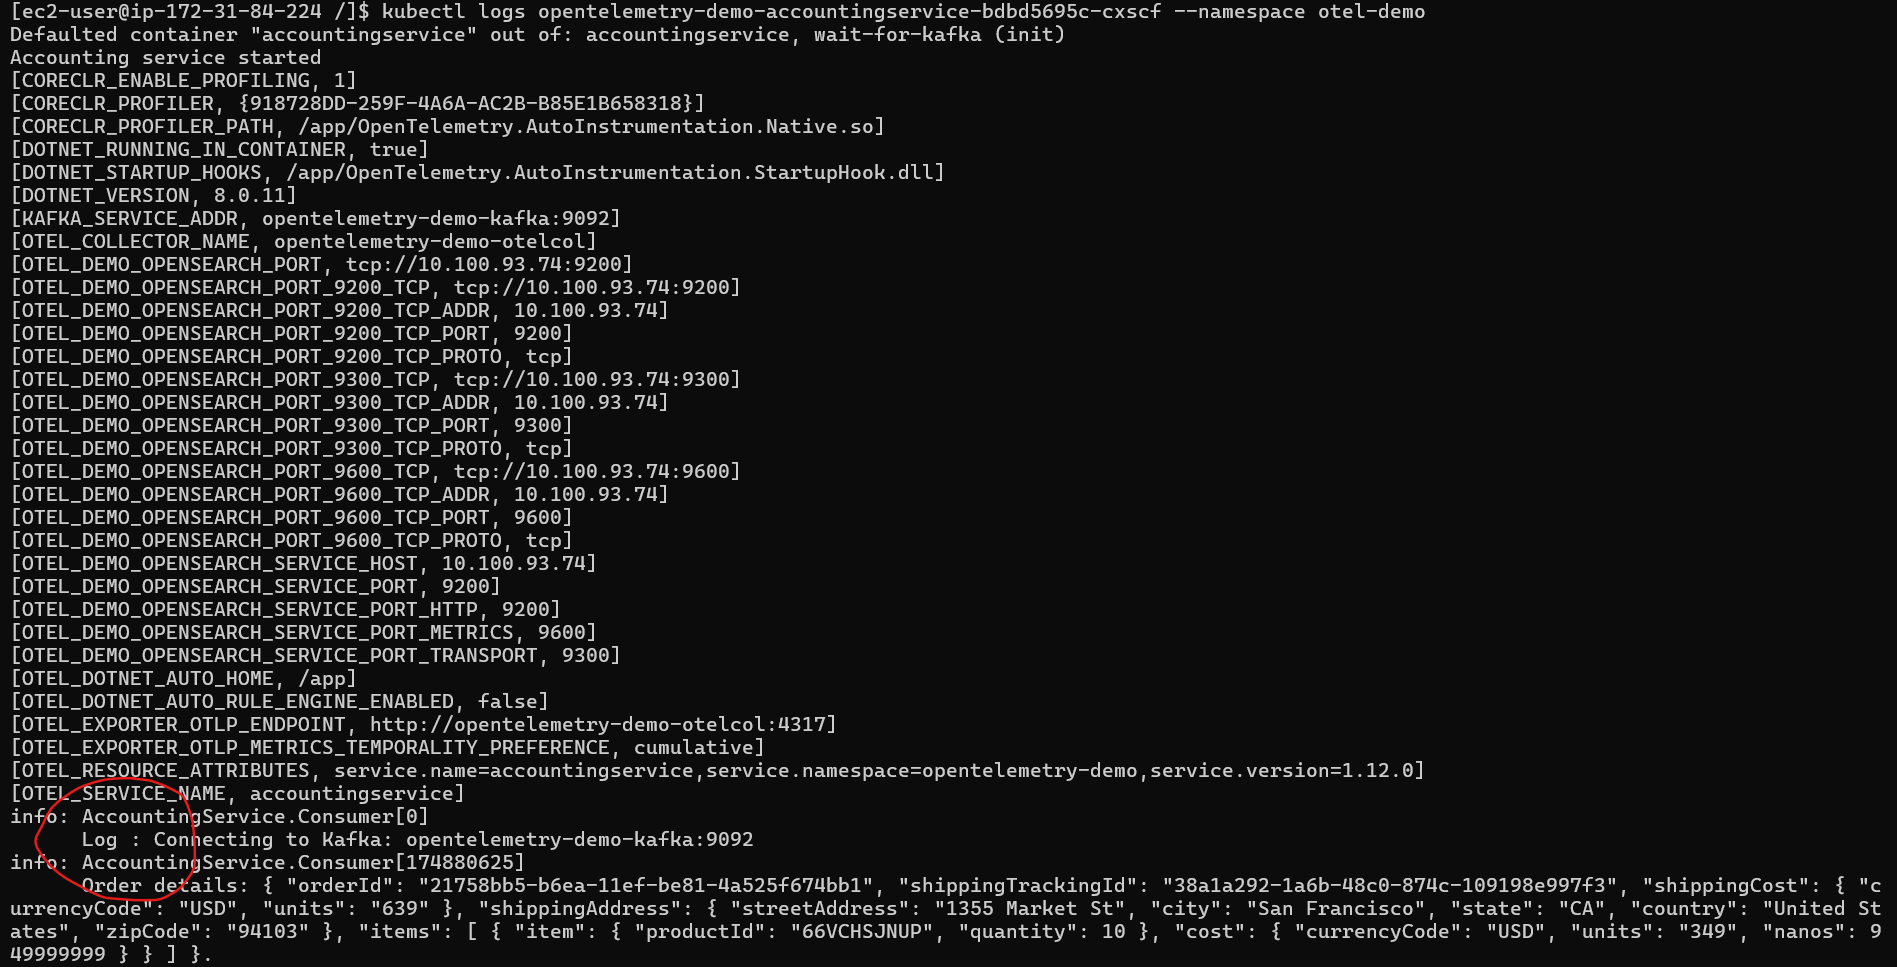 [ec2-user@ip-172-31-84-224 /]$ kubectl logs opentelemetry-demo-accountingservice-bdbd5695c-cxscf --namespace otel-demo
Defaulted container "accountingservice" out of: accountingservice, wait-for-kafka (init)
Accounting service started
[CORECLR_ENABLE_PROFILING, 1]
[CORECLR_PROFILER, {918728DD-259F-4A6A-AC2B-B85E1B658318}]
[CORECLR_PROFILER_PATH, /app/OpenTelemetry.AutoInstrumentation.Native.so]
[DOTNET_RUNNING_IN_CONTAINER, true]
[DOTNET_STARTUP_HOOKS, /app/OpenTelemetry.AutoInstrumentation.StartupHook.dll]
[DOTNET_VERSION, 8.0.11]
[KAFKA_SERVICE_ADDR, opentelemetry-demo-kafka:9092]
[OTEL_COLLECTOR_NAME, opentelemetry-demo-otelcol]
[OTEL_DEMO_OPENSEARCH_PORT, tcp://10.100.93.74:9200]
[OTEL_DEMO_OPENSEARCH_PORT_9200_TCP, tcp://10.100.93.74:9200]
[OTEL_DEMO_OPENSEARCH_PORT_9200_TCP_ADDR, 10.100.93.74]
[OTEL_DEMO_OPENSEARCH_PORT_9200_TCP_PORT, 9200]
[OTEL_DEMO_OPENSEARCH_PORT_9200_TCP_PROTO, tcp]
[OTEL_DEMO_OPENSEARCH_PORT_9300_TCP, tcp://10.100.93.74:9300]
[OTEL_DEMO_OPENSEARCH_PORT_9300_TCP_ADDR, 10.100.93.74]
[OTEL_DEMO_OPENSEARCH_PORT_9300_TCP_PORT, 9300]
[OTEL_DEMO_OPENSEARCH_PORT_9300_TCP_PROTO, tcp]
[OTEL_DEMO_OPENSEARCH_PORT_9600_TCP, tcp://10.100.93.74:9600]
[OTEL_DEMO_OPENSEARCH_PORT_9600_TCP_ADDR, 10.100.93.74]
[OTEL_DEMO_OPENSEARCH_PORT_9600_TCP_PORT, 9600]
[OTEL_DEMO_OPENSEARCH_PORT_9600_TCP_PROTO, tcp]
[OTEL_DEMO_OPENSEARCH_SERVICE_HOST, 10.100.93.74]
[OTEL_DEMO_OPENSEARCH_SERVICE_PORT, 9200]
[OTEL_DEMO_OPENSEARCH_SERVICE_PORT_HTTP, 9200]
[OTEL_DEMO_OPENSEARCH_SERVICE_PORT_METRICS, 9600]
[OTEL_DEMO_OPENSEARCH_SERVICE_PORT_TRANSPORT, 9300]
[OTEL_DOTNET_AUTO_HOME, /app]
[OTEL_DOTNET_AUTO_RULE_ENGINE_ENABLED, false]
[OTEL_EXPORTER_OTLP_ENDPOINT, http://opentelemetry-demo-otelcol:4317]
[OTEL_EXPORTER_OTLP_METRICS_TEMPORALITY_PREFERENCE, cumulative]
[OTEL_RESOURCE_ATTRIBUTES, service.name=accountingservice,service.namespace=opentelemetry-demo,service.version=1.12.0]
[OTEL_SERVICE_NAME, accountingservice]
info: AccountingService.Consumer[0]
      Log : Connecting to Kafka: opentelemetry-demo-kafka:9092
info: AccountingService.Consumer[174880625]
      Order details: { "orderId": "21758bb5-b6ea-11ef-be81-4a525f674bb1", "shippingTrackingId": "38a1a292-1a6b-48c0-874c-109198e997f3", "shippingCost": { "c
urrencyCode": "USD", "units": "639" }, "shippingAddress": { "streetAddress": "1355 Market St", "city": "San Francisco", "state": "CA", "country": "United St
ates", "zipCode": "94103" }, "items": [ { "item": { "productId": "66VCHSJNUP", "quantity": 10 }, "cost": { "currencyCode": "USD", "units": "349", "nanos": 9
49999999 } } ] }.